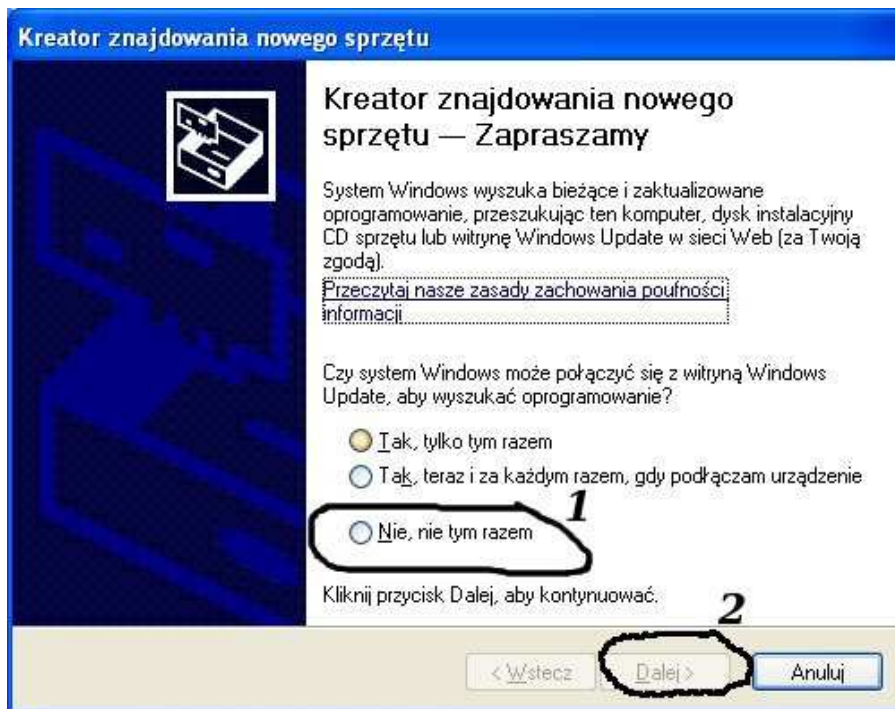 Kreator znajdowania nowego sprzętu
Kreator znajdowania nowego
sprzętu — Zapraszamy
System Windows wyszuka bieżące i zaktualizowane
oprogramowanie, przeszukując ten komputer, dysk instalacyjny
CD sprzętu lub witrynę Windows Update w sieci Web (za Twoją
zgodą).
Przeczytaj nasze zasady zachowania poufności
informacji
Czy system Windows może połączyć się z witryną Windows
Update, aby wyszukać oprogramowanie?
Tak, tylko tym razem
Tak, teraz i za każdym razem, gdy podłączam urządzenie
1
Nie, nie tym razem
Kliknij przycisk Dalej, aby kontynuować.
2
< Wstecz
Dalej >
Anuluj